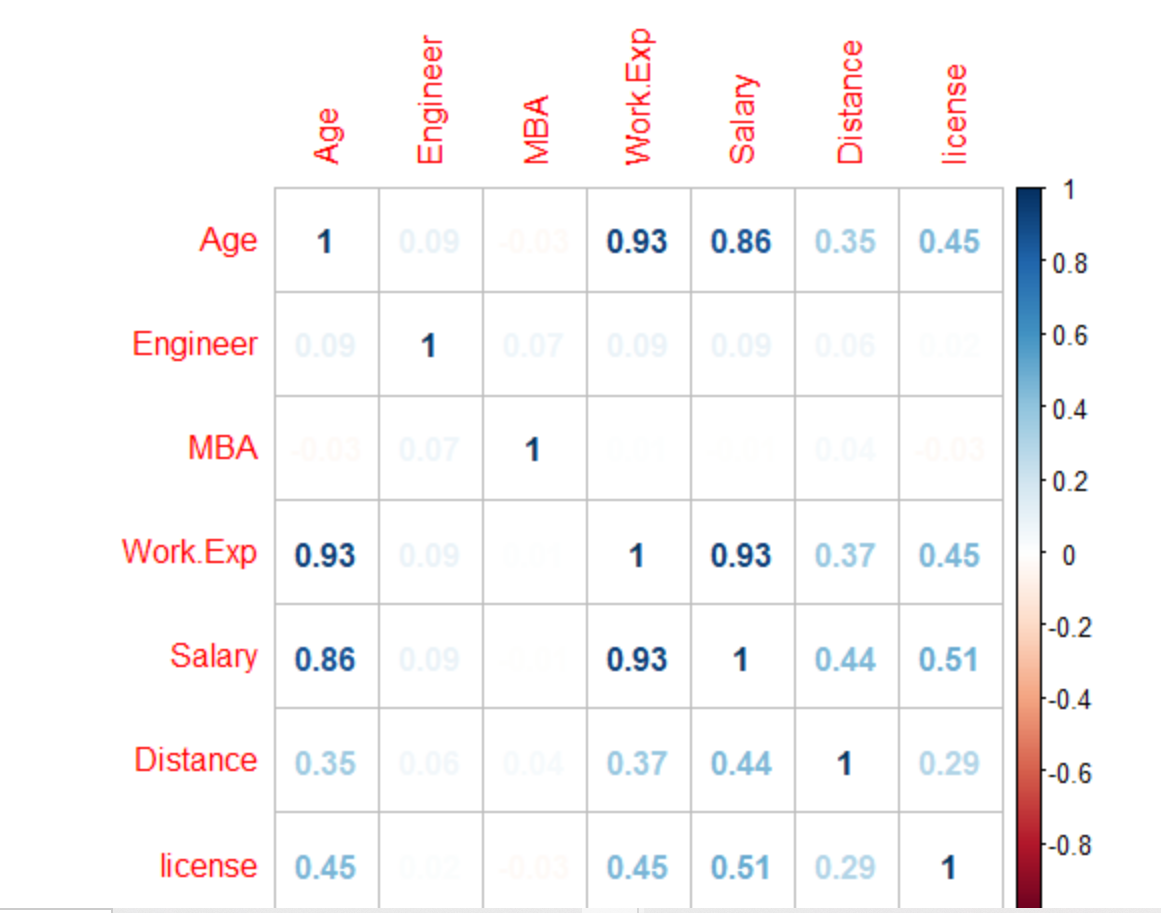 Age Engineer MBA Work.Exp Salary Distance license
1
Age 1 0.09 -0.03 0.93 0.86 0.35 0.45
0.8
0.6
Engineer 0.09 1 0.07 0.09 0.09 0.06 0.02
0.4
MBA -0.03 0.07 1 0.04 -0.03
0.2
Work.Exp 0.93 0.09 1 0.93 0.37 0.45
0
-0.2
Salary 0.86 0.09 0.93 1 0.44 0.51
-0.4
Distance 0.35 0.06 0.04 0.37 0.44 1 0.29
-0.6
-0.8
license 0.45 0.02 -0.03 0.45 0.51 0.29 1